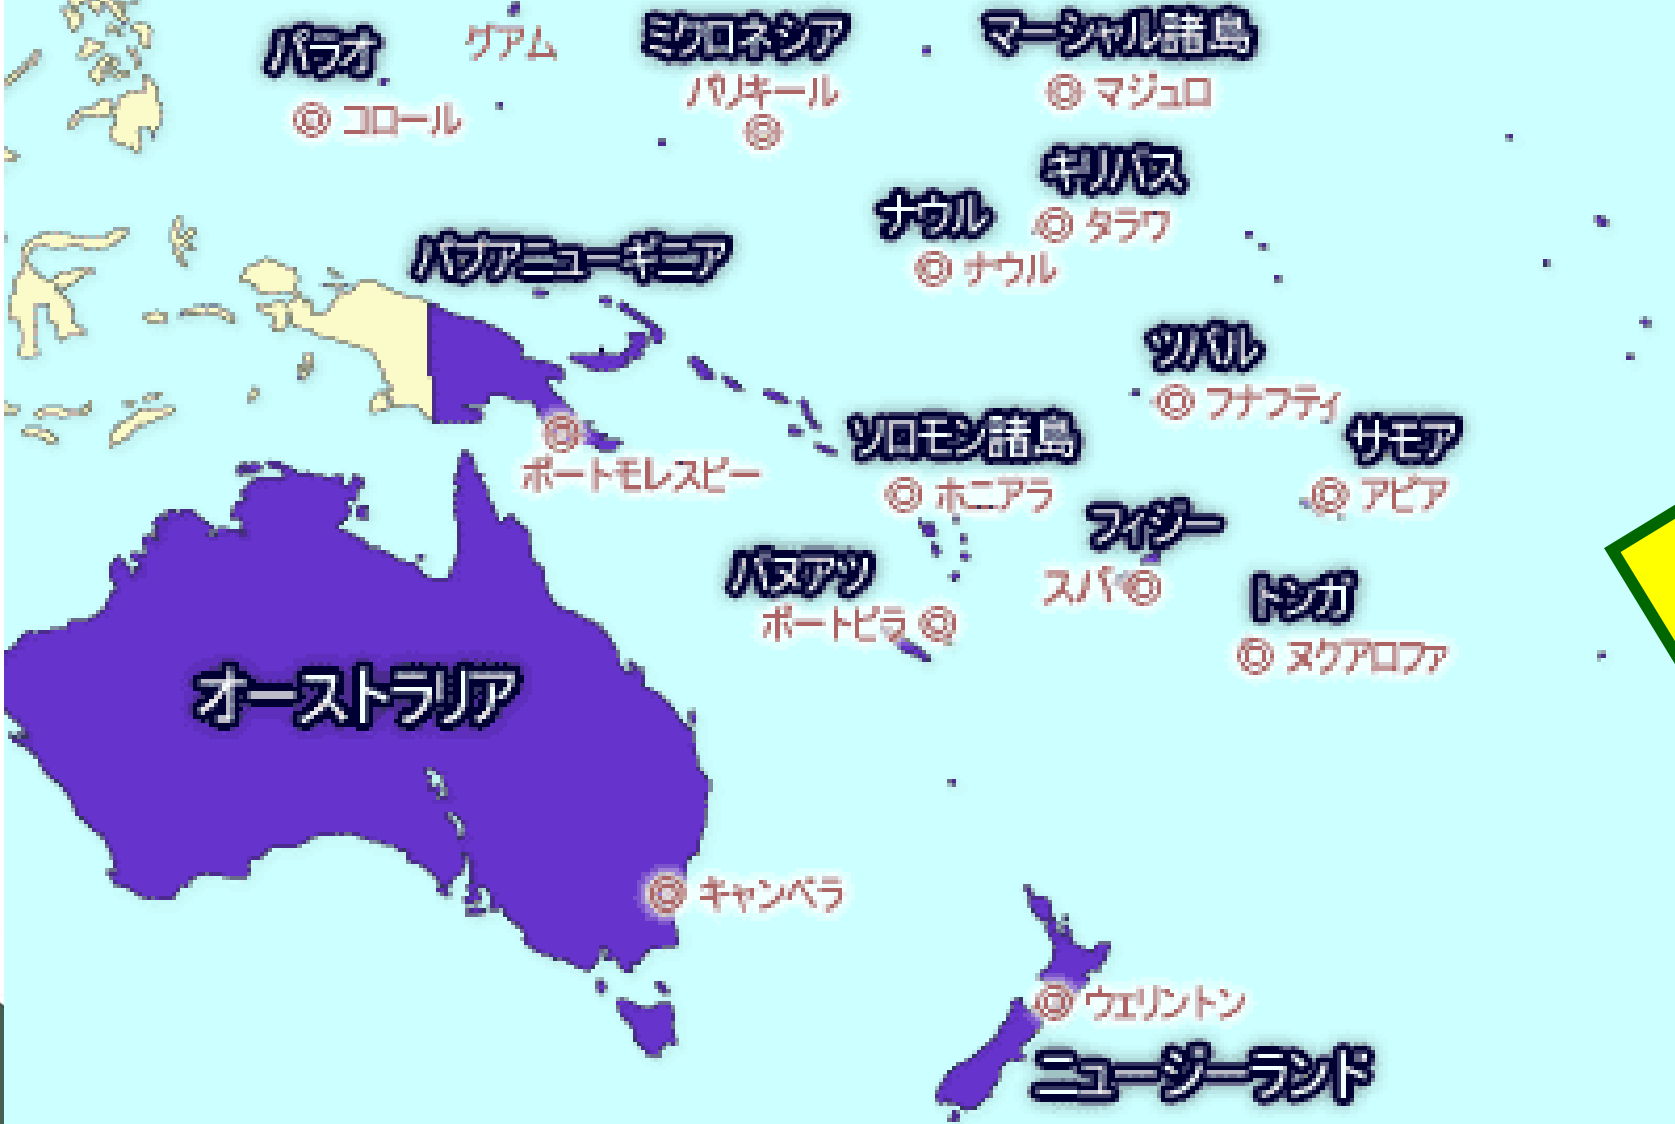 パラオ
グアム
ミクロネシア
マーシャル諸島
コロール
パリキール
マジュロ
キリバス
ナウル
タラワ
パプアニューギニア
ナウル
ツバル
フナフティ
ソロモン諸島
サモア
ポートモレスビー
ホニアラ
アピア
フィジー
バヌアツ
スバ
トンガ
ポートビラ
ヌクアロファ
オーストラリア
キャンベラ
ウェリントン
ニュージーランド